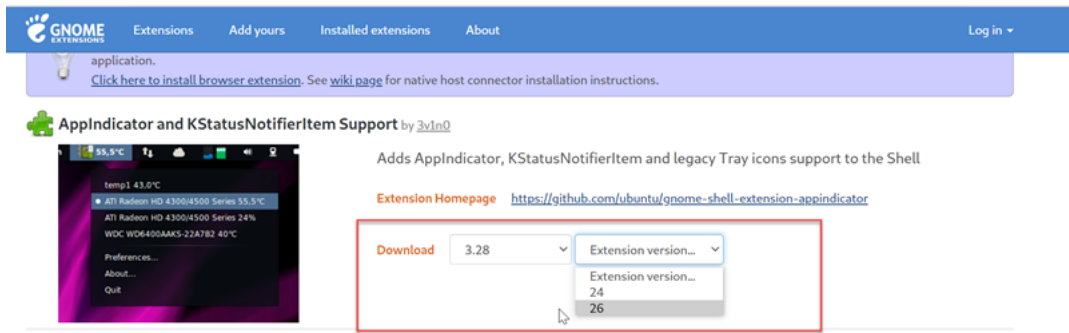 GNOME EXTENSIONS Extensions Add yours Installed extensions About Log in
application.
Click here to install browser extension. See wiki page for native host connector installation instructions.
AppIndicator and KStatusNotifierItem Support by 3v1n0
55,5°C
temp1 43,0°C
ATI Radeon HD 4300/4500 Series 55,5°C
ATI Radeon HD 4300/4500 Series 24%
WDC WD6400AAKS-22A7B2 40°C
Preferences...
About...
Quit
Adds AppIndicator, KStatusNotifierItem and legacy Tray icons support to the Shell
Extension Homepage https://github.com/ubuntu/gnome-shell-extension-appindicator
Download 3.28 Extension version...
Extension version...
24
26